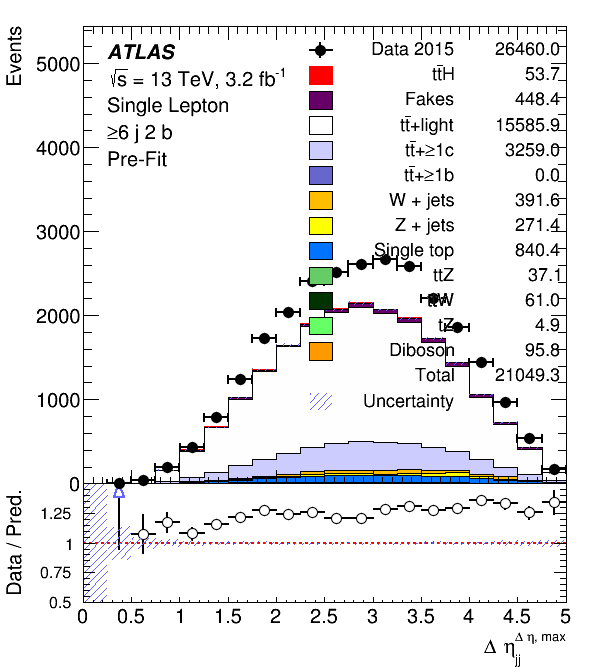 Events
ATLAS
√s = 13 TeV, 3.2 fb⁻¹
Single Lepton
≥6 j 2 b
Pre-Fit
Data 2015 26460.0
tt̄H 53.7
Fakes 448.4
tt̄+light 15585.9
tt̄+≥1c 3259.0
tt̄+≥1b 0.0
W + jets 391.6
Z + jets 271.4
Single top 840.4
ttZ 37.1
ttW 61.0
tZ 4.9
Diboson 95.8
Total 21049.3
Uncertainty
5000
4000
3000
2000
1000
0
Data / Pred.
1.25
1
0.75
0.5
0 0.5 1 1.5 2 2.5 3 3.5 4 4.5 5
Δ η_jj^Δ η, max